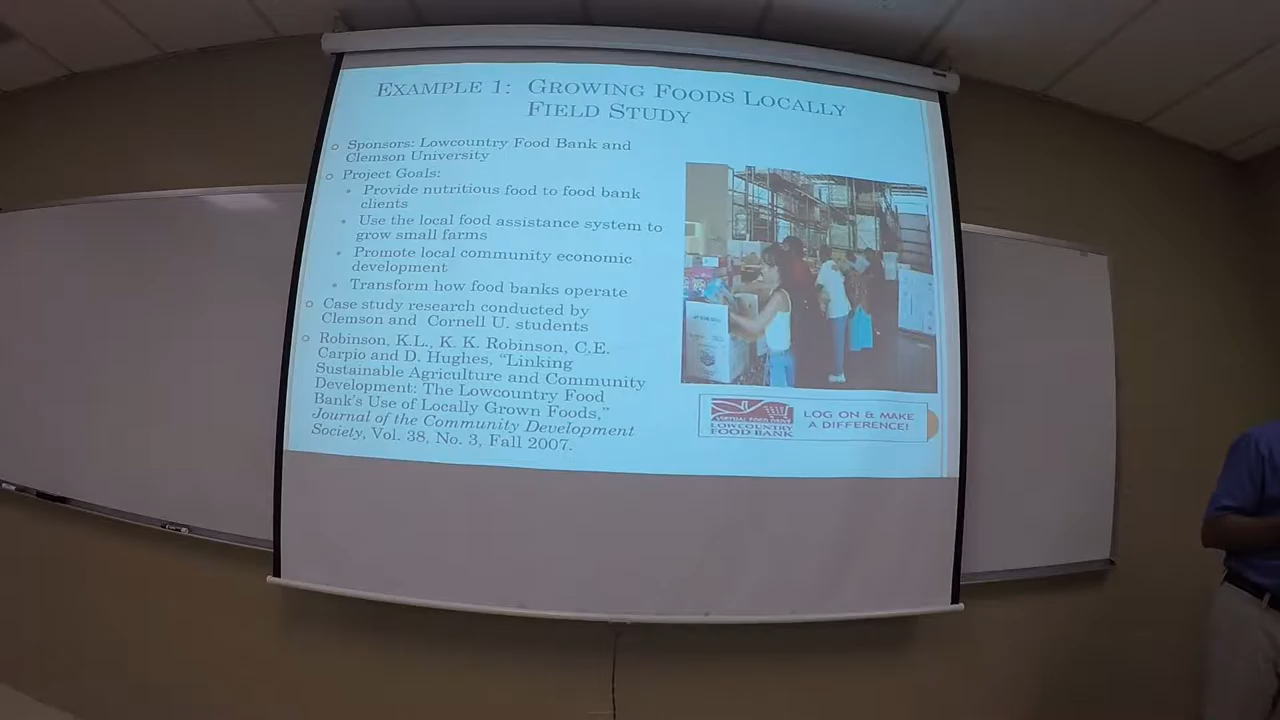 EXAMPLE 1: GROWING FOODS LOCALLY
FIELD STUDY
Sponsors: Lowcountry Food Bank and
Clemson University
Project Goals:
Provide nutritious food to food bank
clients
Use the local food assistance system to
grow small farms
Promote local community economic
development
Transform how food banks operate
Case study research conducted by
Clemson and Cornell U. students
Robinson, K.L., K. K. Robinson, C.E.
Carpio and D. Hughes, “Linking
Sustainable Agriculture and Community
Development: The Lowcountry Food
Bank’s Use of Locally Grown Foods,”
Journal of the Community Development
Society, Vol. 38, No. 3, Fall 2007.
VIRTUAL FOOD DRIVE
LOWCOUNTRY
FOOD BANK
LOG ON & MAKE
A DIFFERENCE!